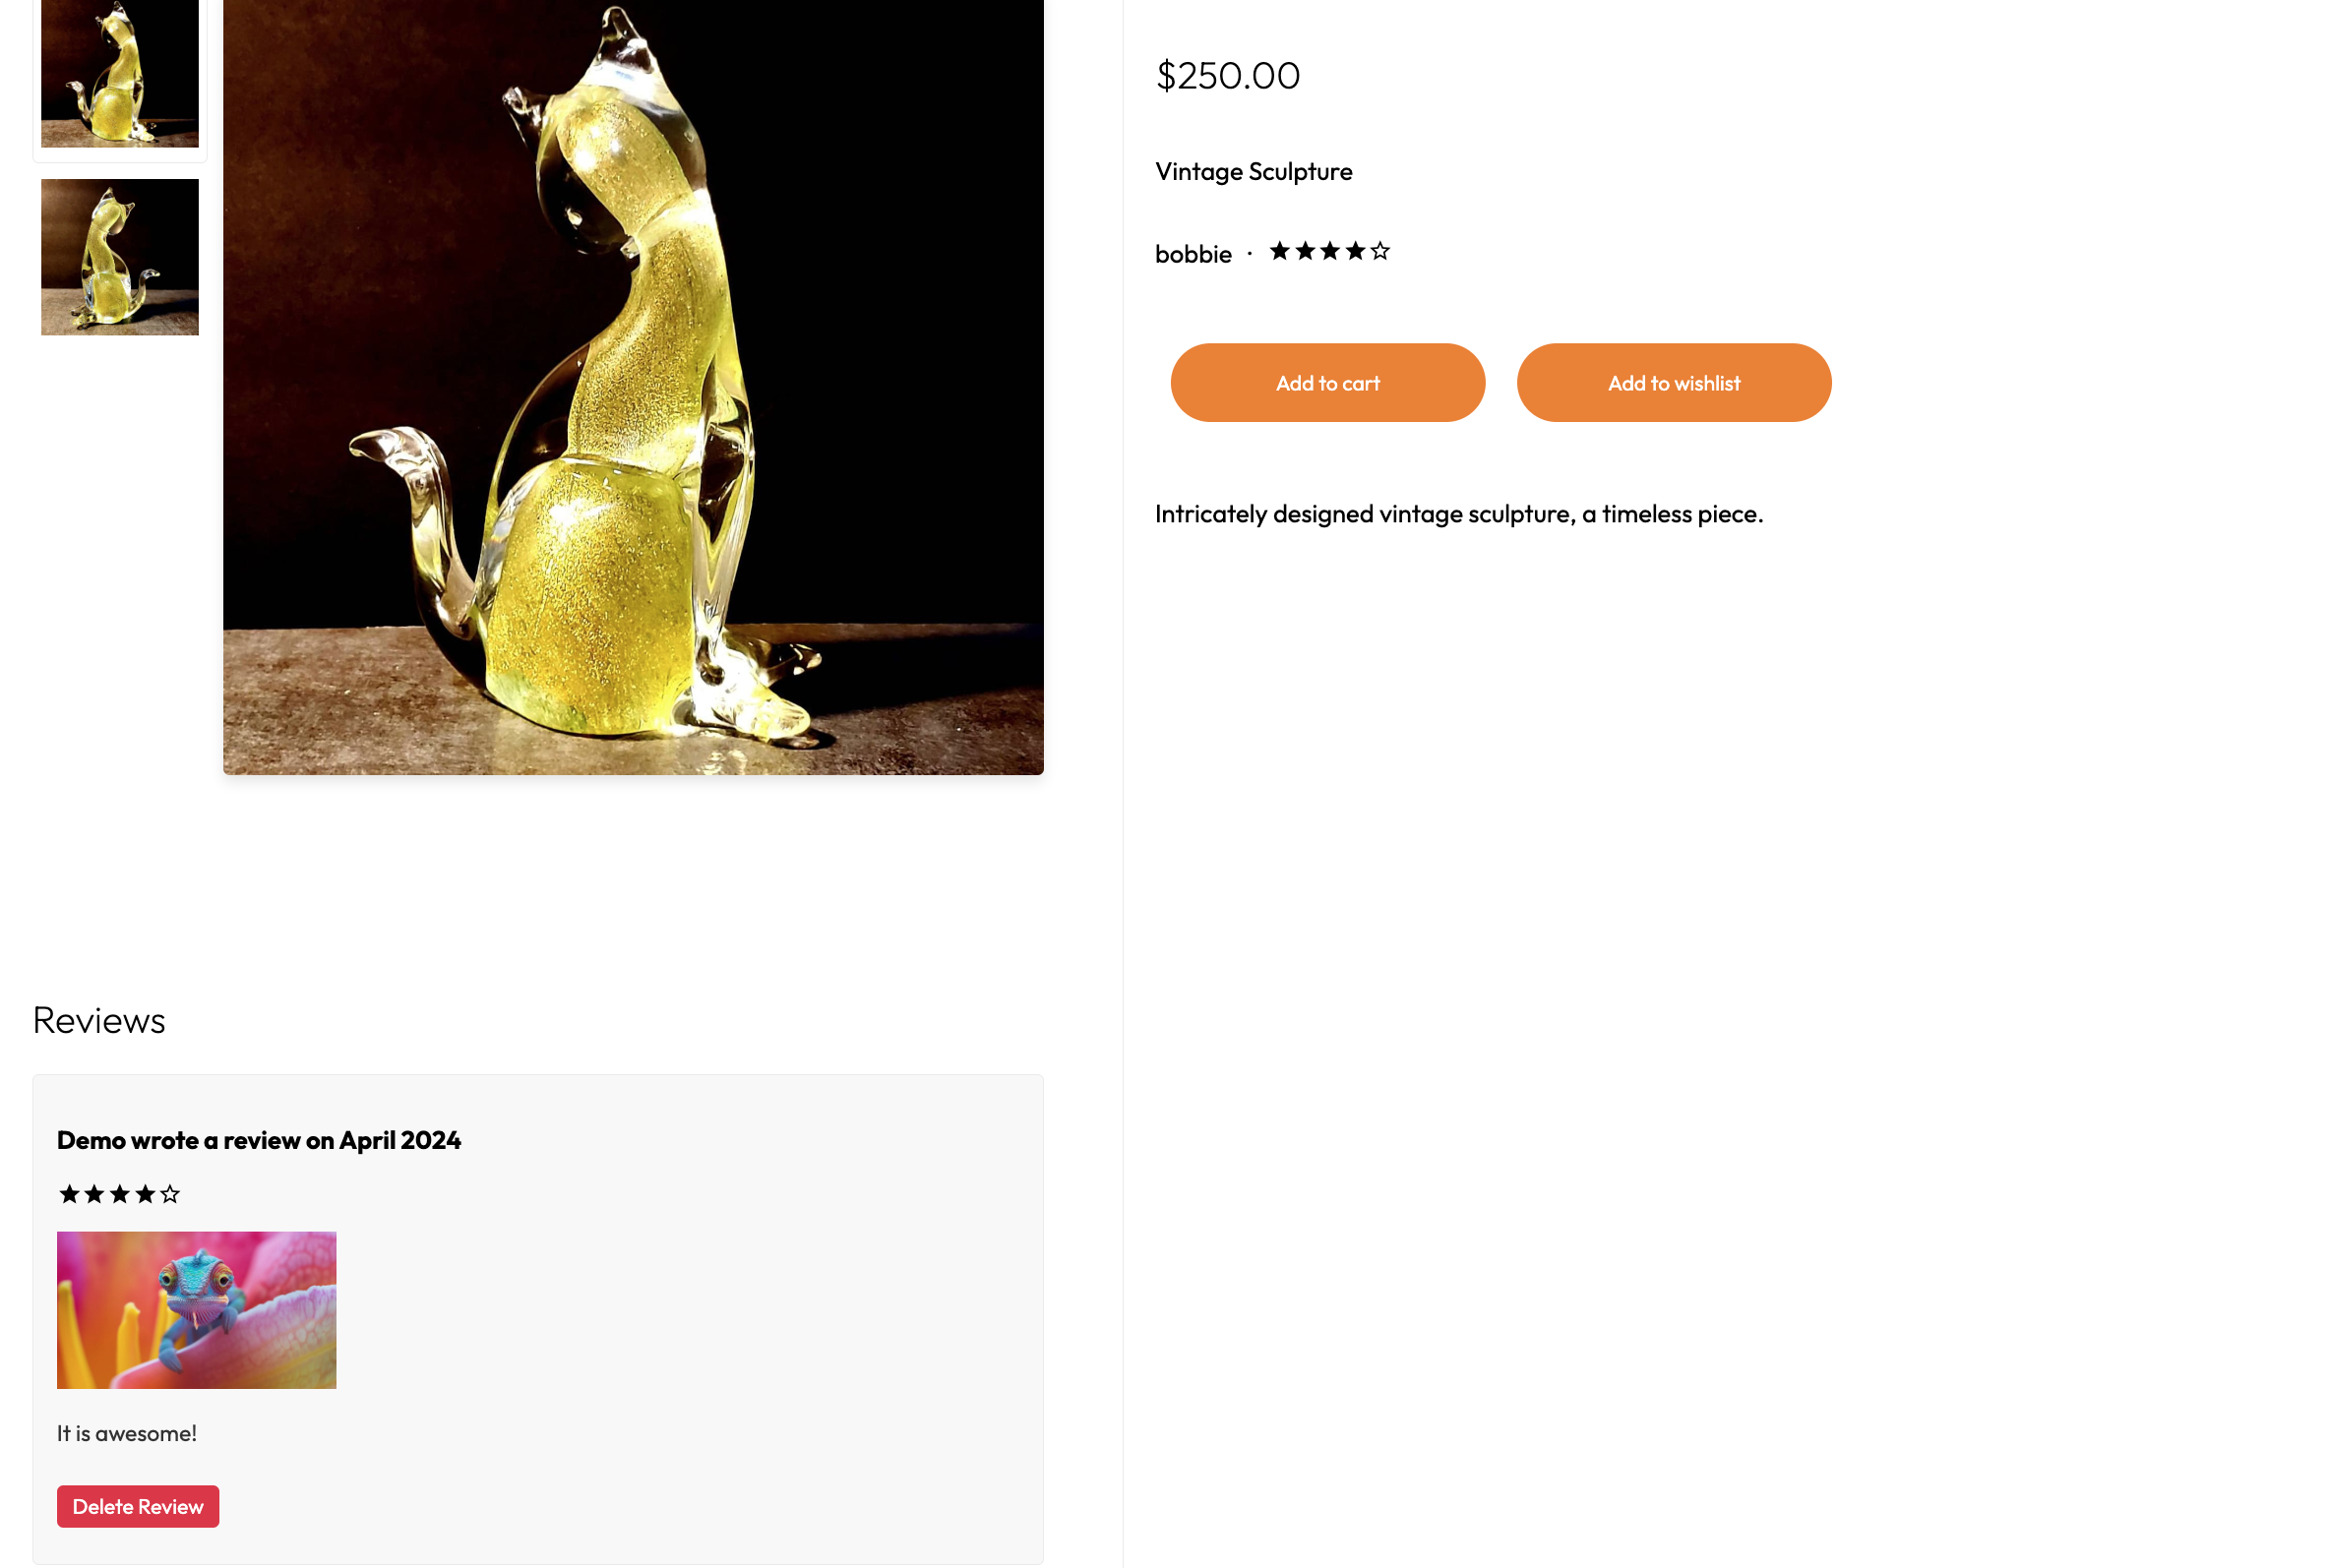 $250.00
Vintage Sculpture
bobbie ·
Add to cart
Add to wishlist
Intricately designed vintage sculpture, a timeless piece.
Reviews
Demo wrote a review on April 2024
It is awesome!
Delete Review